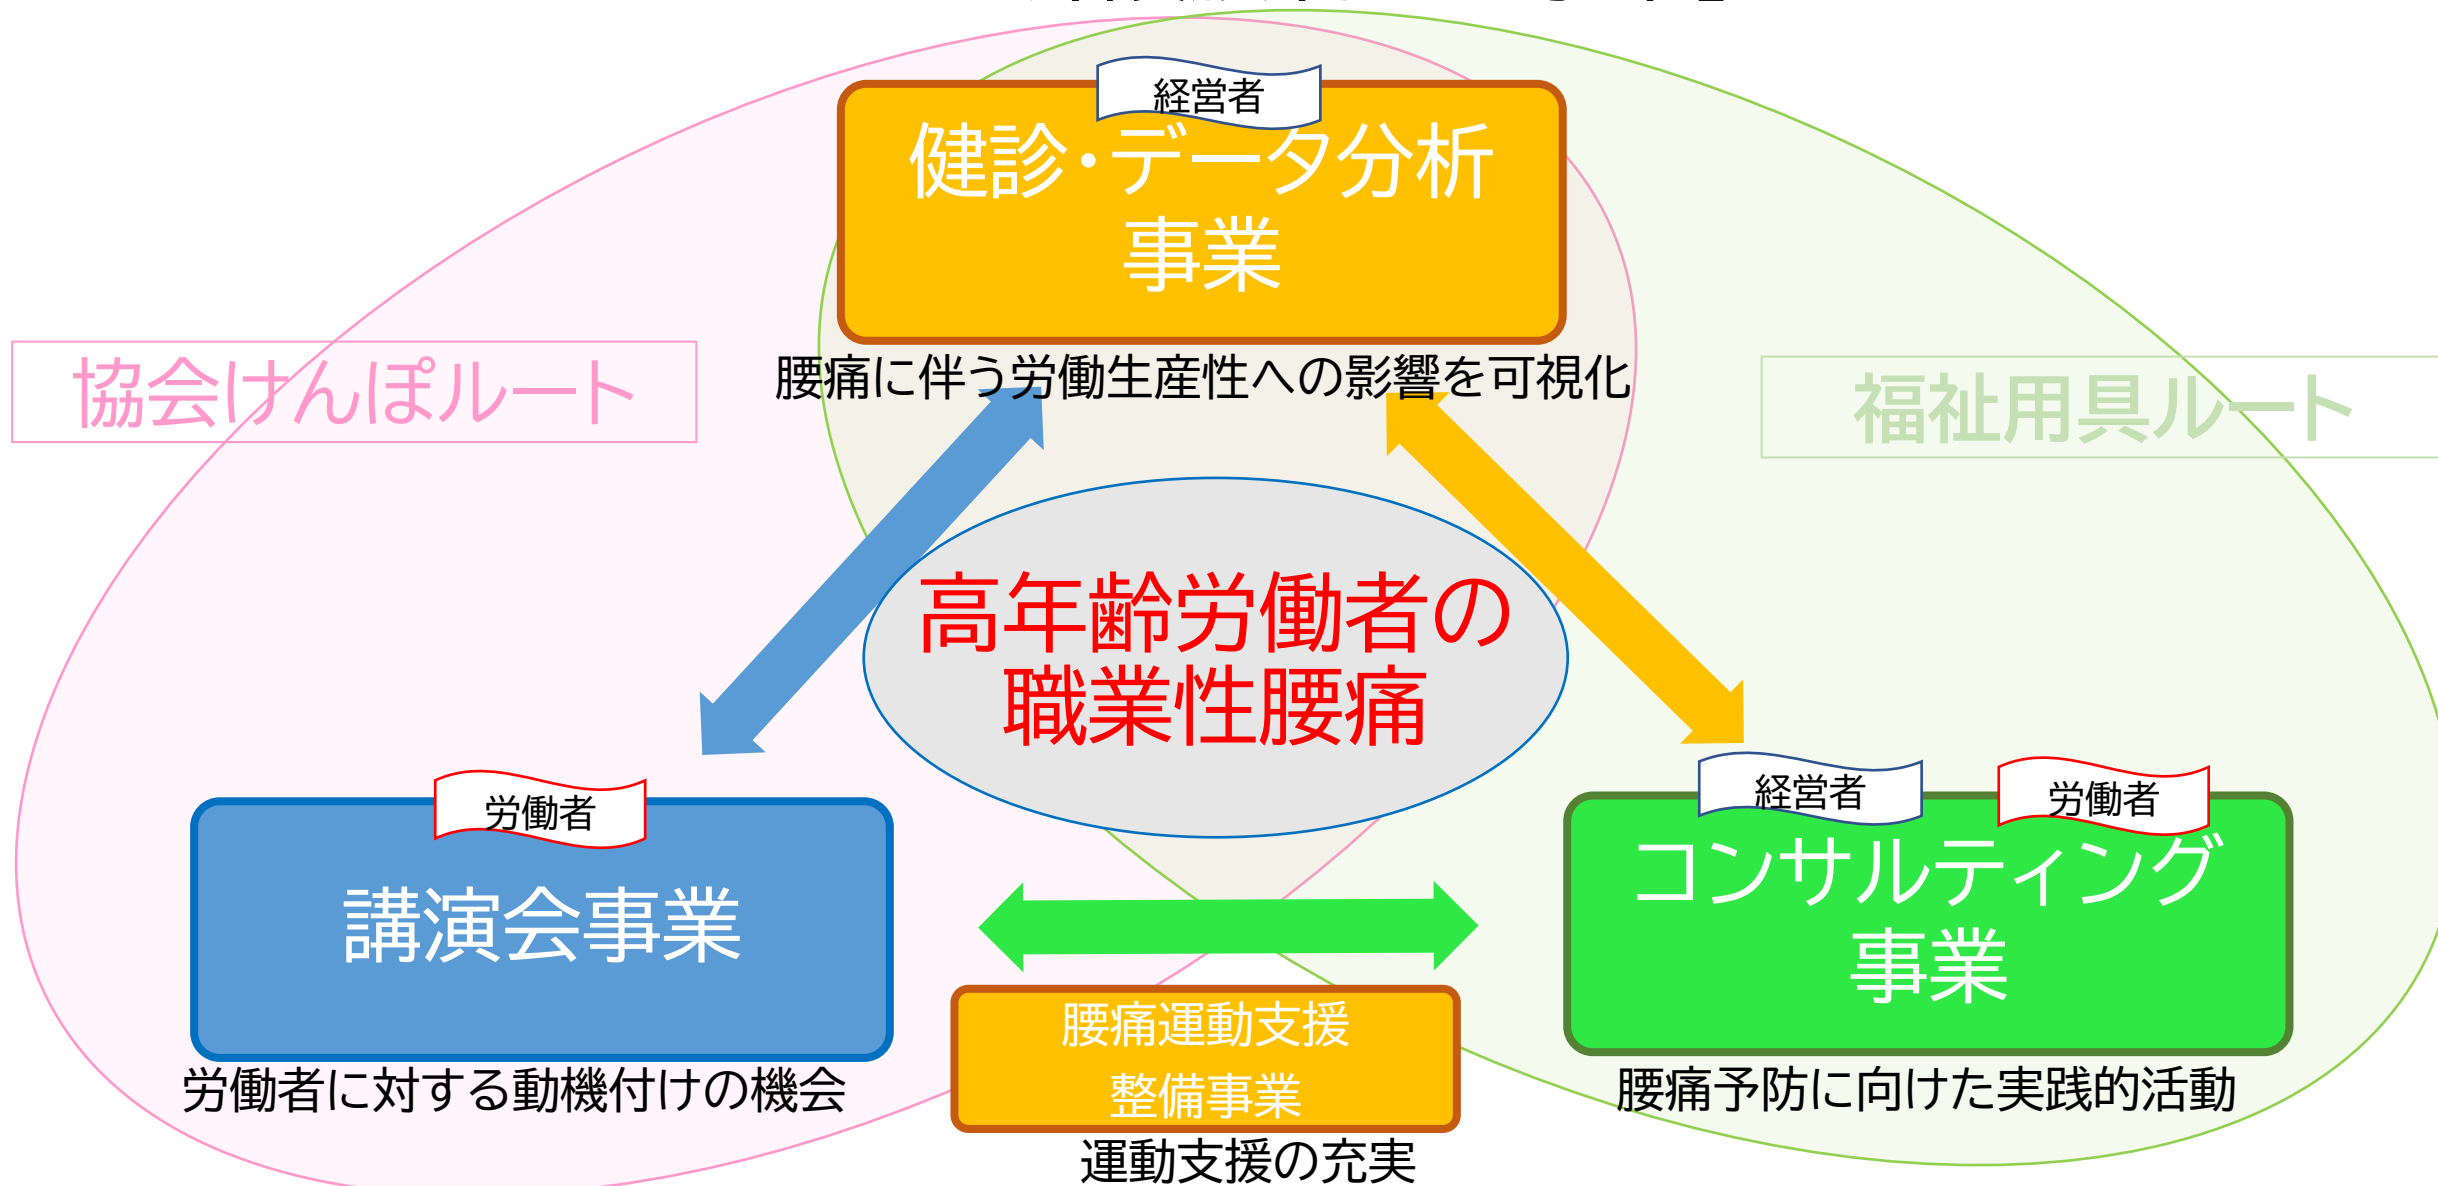 経営者
健診・データ分析
事業
腰痛に伴う労働生産性への影響を可視化
協会けんぽルート
福祉用具ルート
高年齢労働者の
職業性腰痛
労働者
講演会事業
労働者に対する動機付けの機会
経営者
労働者
コンサルティング
事業
腰痛予防に向けた実践的活動
腰痛運動支援
整備事業
運動支援の充実